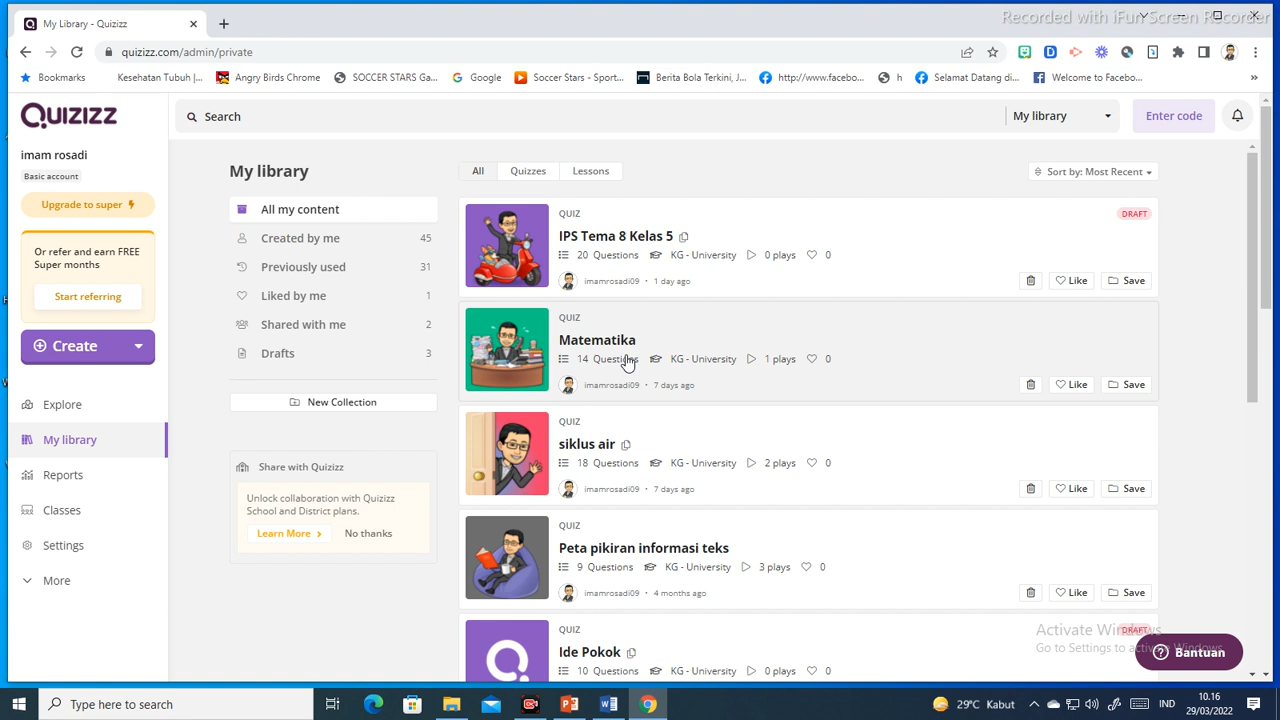 My Library - Quizizz
Recorded with iFun Screen Recorder
quizizz.com/admin/private
Bookmarks
Kesehatan Tubuh |...
Angry Birds Chrome
SOCCER STARS Ga...
Google
Soccer Stars - Sport...
Berita Bola Terkini, J...
http://www.facebo...
h
Selamat Datang di...
Welcome to Facebo...
»
QUIZIZZ
Search
My library
Enter code
imam rosadi
Basic account
Upgrade to super
Or refer and earn FREE
Super months
Start referring
Create
Explore
My library
Reports
Classes
Settings
More
My library
All my content
Created by me 45
Previously used 31
Liked by me 1
Shared with me 2
Drafts 3
New Collection
Share with Quizizz
Unlock collaboration with Quizizz
School and District plans.
Learn More No thanks
All Quizzes Lessons
Sort by: Most Recent
QUIZ
DRAFT
IPS Tema 8 Kelas 5
20 Questions KG - University 0 plays 0
imamrosadi09 • 1 day ago
Like Save
QUIZ
Matematika
14 Questions KG - University 1 plays 0
imamrosadi09 • 7 days ago
Like Save
QUIZ
siklus air
18 Questions KG - University 2 plays 0
imamrosadi09 • 7 days ago
Like Save
QUIZ
Peta pikiran informasi teks
9 Questions KG - University 3 plays 0
imamrosadi09 • 4 months ago
Like Save
QUIZ
DRAFT
Ide Pokok
10 Questions KG - University 0 plays 0
Activate Windows
Go to Settings to activate Windows.
Bantuan
Type here to search
29°C Kabut
IND
10.16
29/03/2022